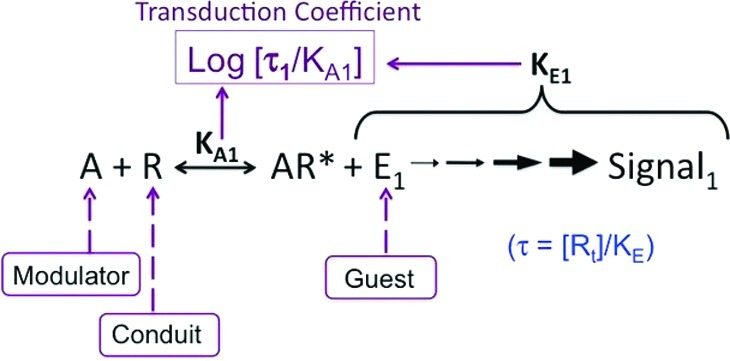 Transduction Coefficient
Log [τ1/KA1]
KE1
KA1
A + R AR* + E1 Signal1
(τ = [Rt]/KE)
Modulator
Guest
Conduit